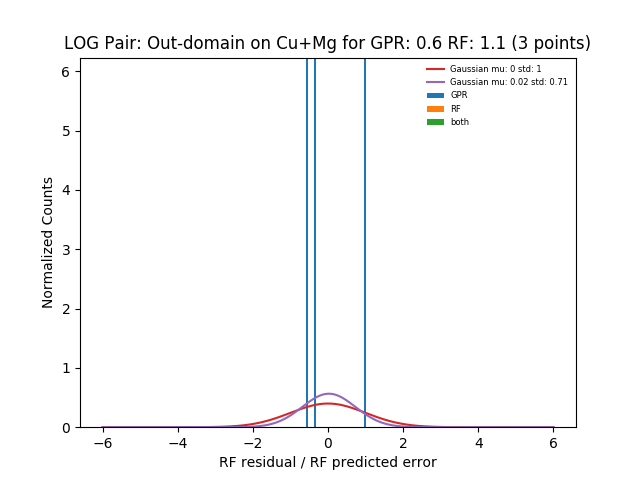 LOG Pair: Out-domain on Cu+Mg for GPR: 0.6 RF: 1.1 (3 points)
Gaussian mu: 0 std: 1
Gaussian mu: 0.02 std: 0.71
GPR
RF
both
Normalized Counts
6
5
4
3
2
1
0
−6 −4 −2 0 2 4 6
RF residual / RF predicted error